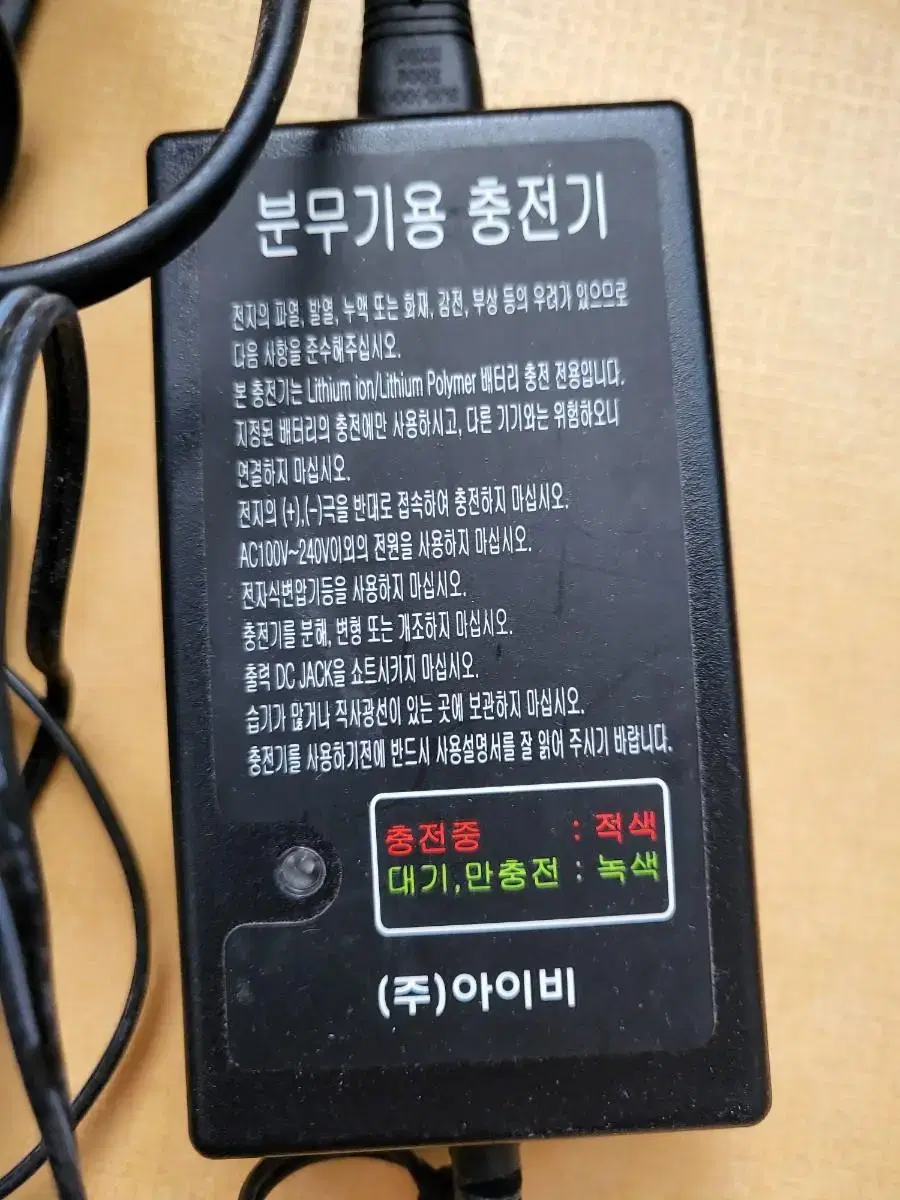 분무기용 충전기
전지의 파열, 발열, 누액 또는 화재, 감전, 부상 등의 우려가 있으므로
다음 사항을 준수해주십시오.
본 충전기는 Lithium ion/Lithium Polymer 배터리 충전 전용입니다.
지정된 배터리의 충전에만 사용하시고, 다른 기기와는 위험하오니
연결하지 마십시오.
전지의 (+),(-)극을 반대로 접속하여 충전하지 마십시오.
AC100V~240V이외의 전원을 사용하지 마십시오.
전자식변압기등을 사용하지 마십시오.
충전기를 분해, 변형 또는 개조하지 마십시오.
출력 DC JACK을 쇼트시키지 마십시오.
습기가 많거나 직사광선이 있는 곳에 보관하지 마십시오.
충전기를 사용하기전에 반드시 사용설명서를 잘 읽어 주시기 바랍니다.
충전중 : 적색
대기,만충전 : 녹색
(주)아이비